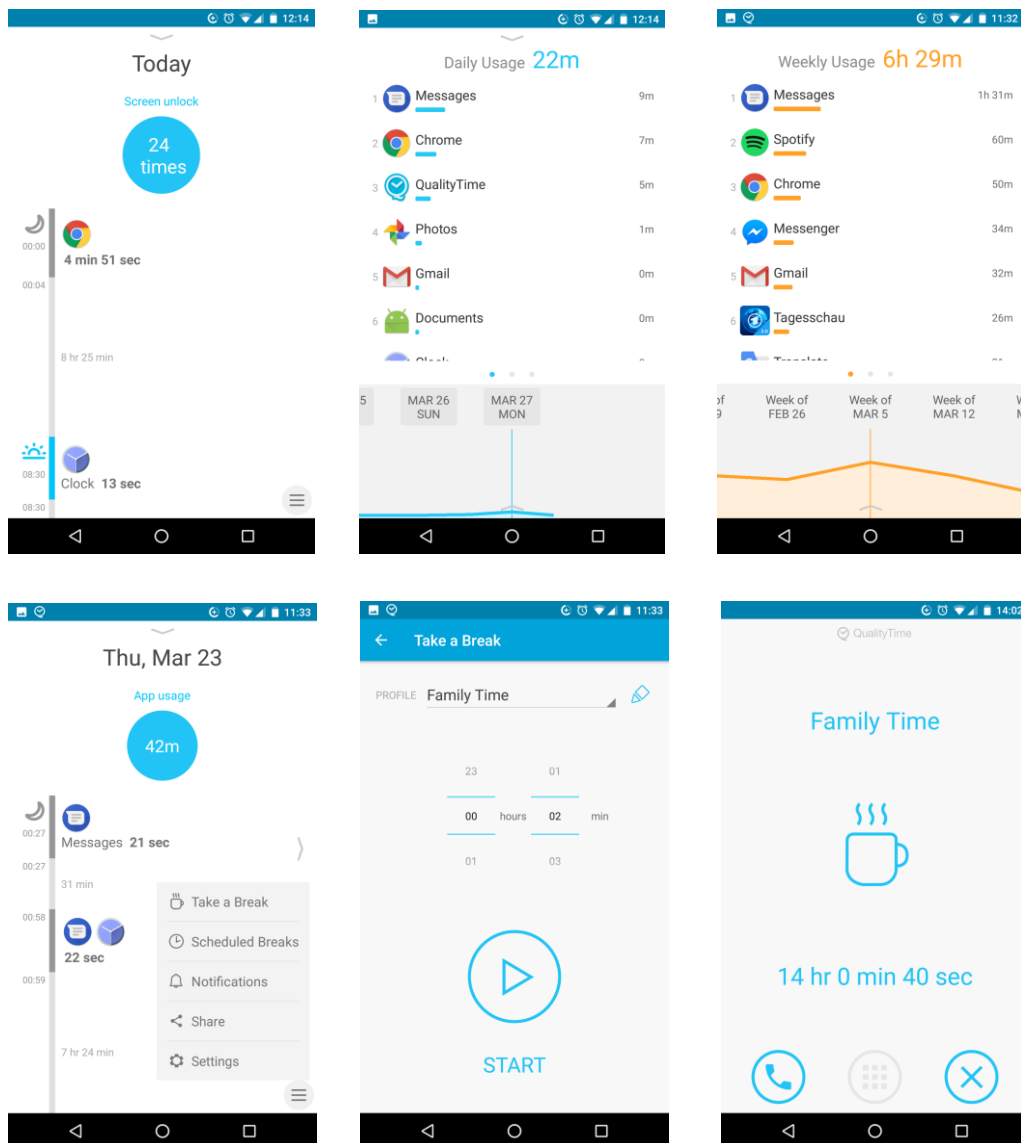 12:14
Today
Screen unlock
24
times
00:00
4 min 51 sec
00:04
8 hr 25 min
08:30
Clock 13 sec
08:30
12:14
Daily Usage 22m
1 Messages 9m
2 Chrome 7m
3 QualityTime 5m
4 Photos 1m
5 Gmail 0m
6 Documents 0m
5
MAR 26
SUN
MAR 27
MON
11:32
Weekly Usage 6h 29m
1 Messages 1h 31m
2 Spotify 60m
3 Chrome 50m
4 Messenger 34m
5 Gmail 32m
6 Tagesschau 26m
of
9
Week of
FEB 26
Week of
MAR 5
Week of
MAR 12
11:33
Thu, Mar 23
App usage
42m
00:27
Messages 21 sec
00:27
31 min
00:58
22 sec
00:59
7 hr 24 min
Take a Break
Scheduled Breaks
Notifications
Share
Settings
11:33
Take a Break
PROFILE Family Time
23 01
00 hours 02 min
01 03
START
14:02
QualityTime
Family Time
14 hr 0 min 40 sec